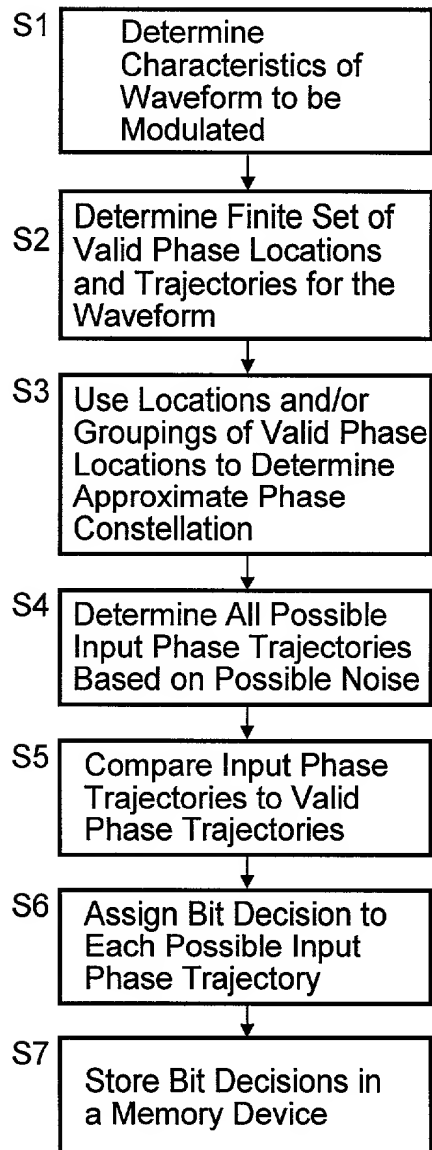 S1
Determine
Characteristics of
Waveform to be
Modulated
S2
Determine Finite Set of
Valid Phase Locations
and Trajectories for the
Waveform
S3
Use Locations and/or
Groupings of Valid Phase
Locations to Determine
Approximate Phase
Constellation
S4
Determine All Possible
Input Phase Trajectories
Based on Possible Noise
S5
Compare Input Phase
Trajectories to Valid
Phase Trajectories
S6
Assign Bit Decision to
Each Possible Input
Phase Trajectory
S7
Store Bit Decisions in
a Memory Device